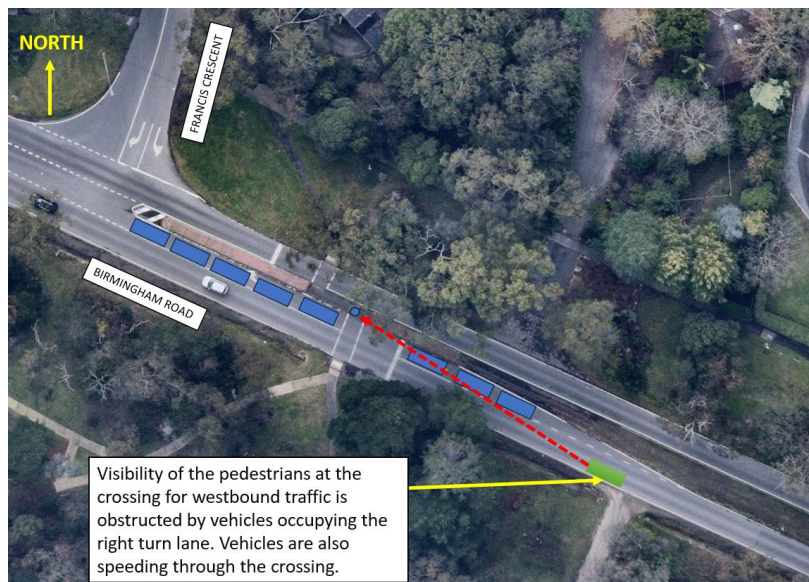 NORTH
FRANCIS CRESCENT
BIRMINGHAM ROAD
Visibility of the pedestrians at the
crossing for westbound traffic is
obstructed by vehicles occupying the
right turn lane. Vehicles are also
speeding through the crossing.